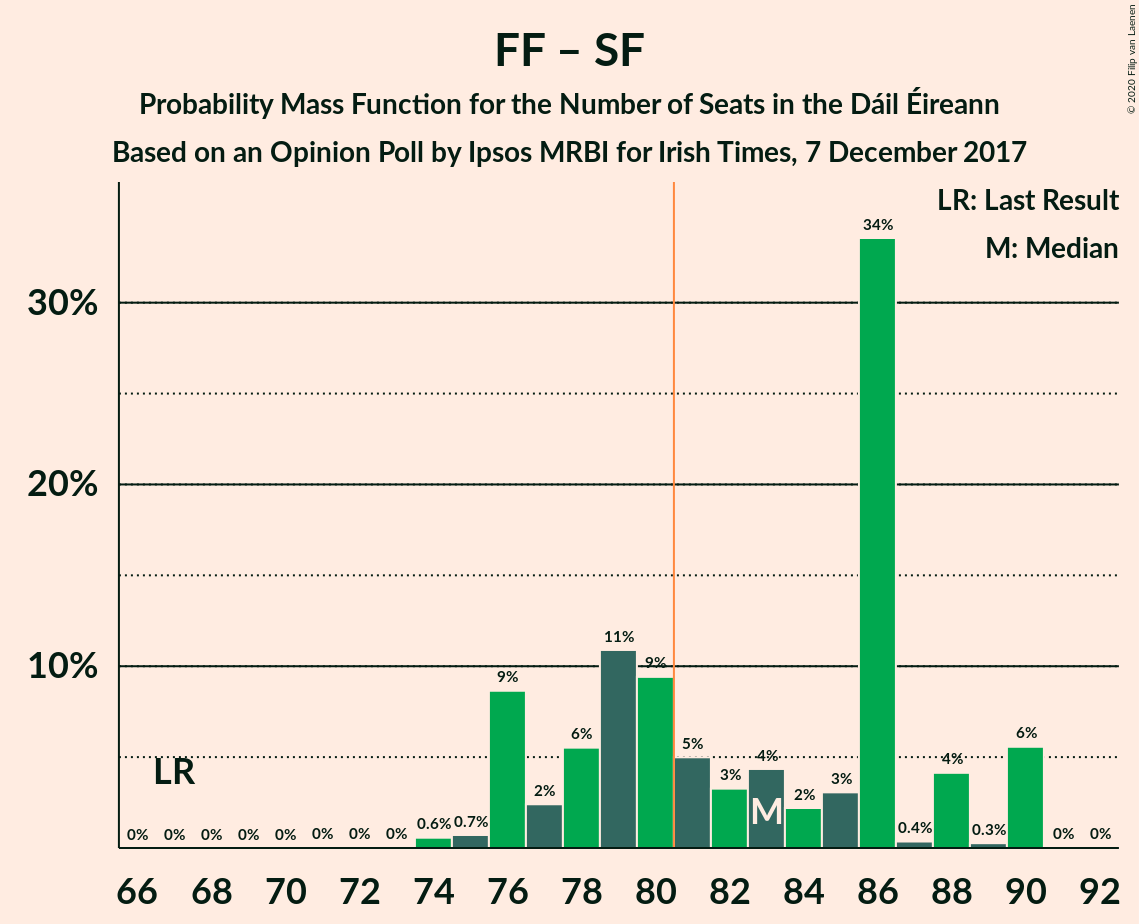 FF – SF
Probability Mass Function for the Number of Seats in the Dáil Éireann
Based on an Opinion Poll by Ipsos MRBI for Irish Times, 7 December 2017
© 2020 Filip van Laenen
LR: Last Result
M: Median
30%
20%
10%
LR
M
0% 0% 0% 0% 0% 0% 0% 0% 0.6% 0.7% 9% 2% 6% 11% 9% 5% 3% 4% 2% 3% 34% 0.4% 4% 0.3% 6% 0% 0%
66 68 70 72 74 76 78 80 82 84 86 88 90 92